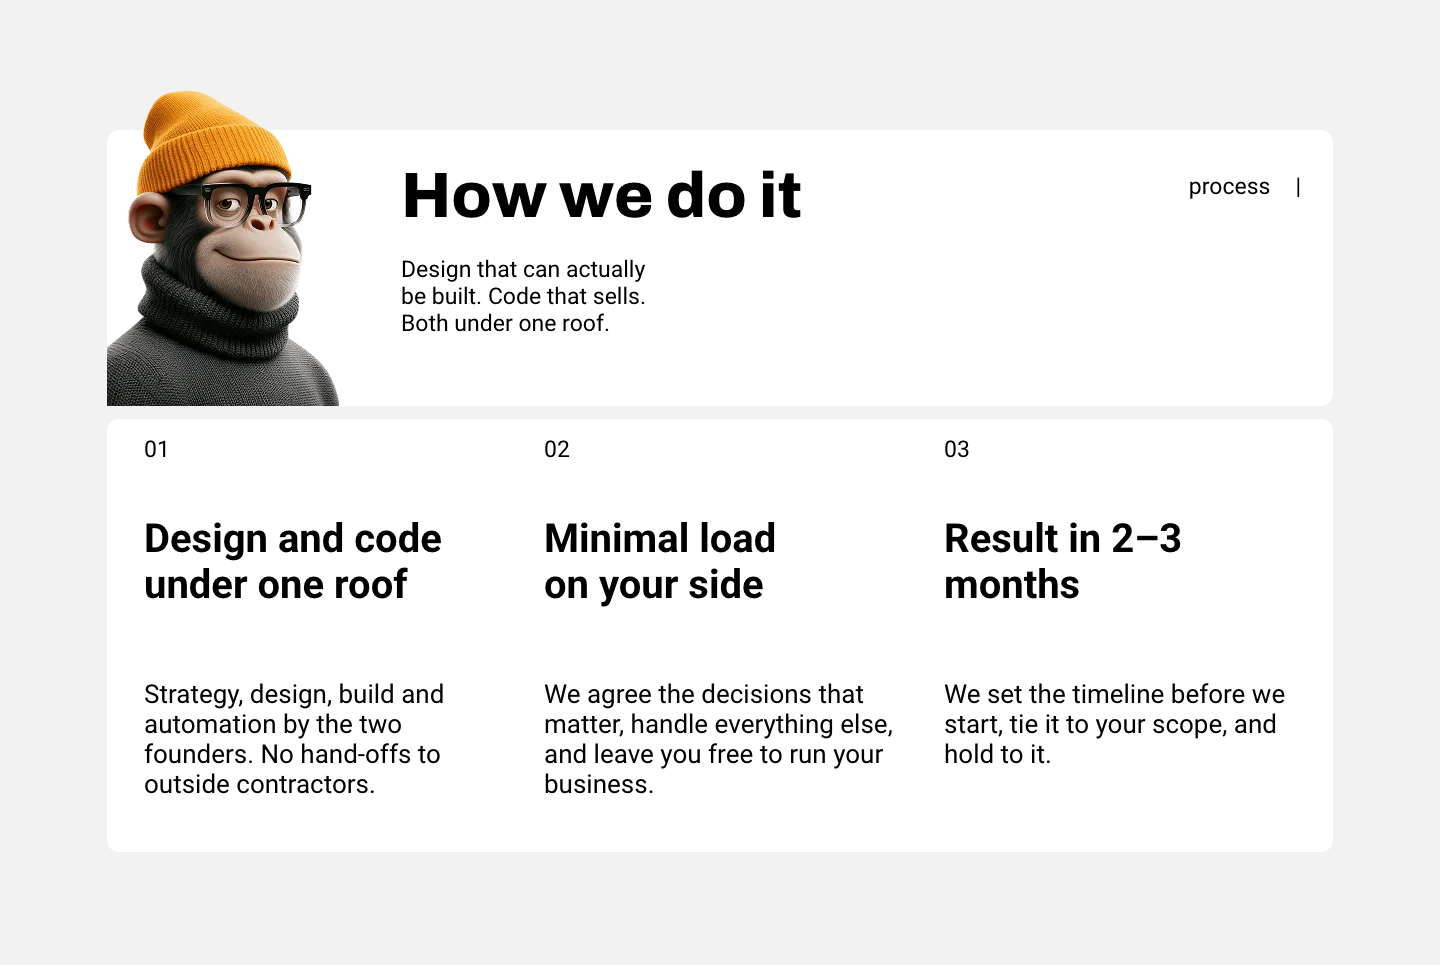 How we do it
process |
Design that can actually
be built. Code that sells.
Both under one roof.
01
Design and code
under one roof
Strategy, design, build and
automation by the two
founders. No hand-offs to
outside contractors.
02
Minimal load
on your side
We agree the decisions that
matter, handle everything else,
and leave you free to run your
business.
03
Result in 2–3
months
We set the timeline before we
start, tie it to your scope, and
hold to it.